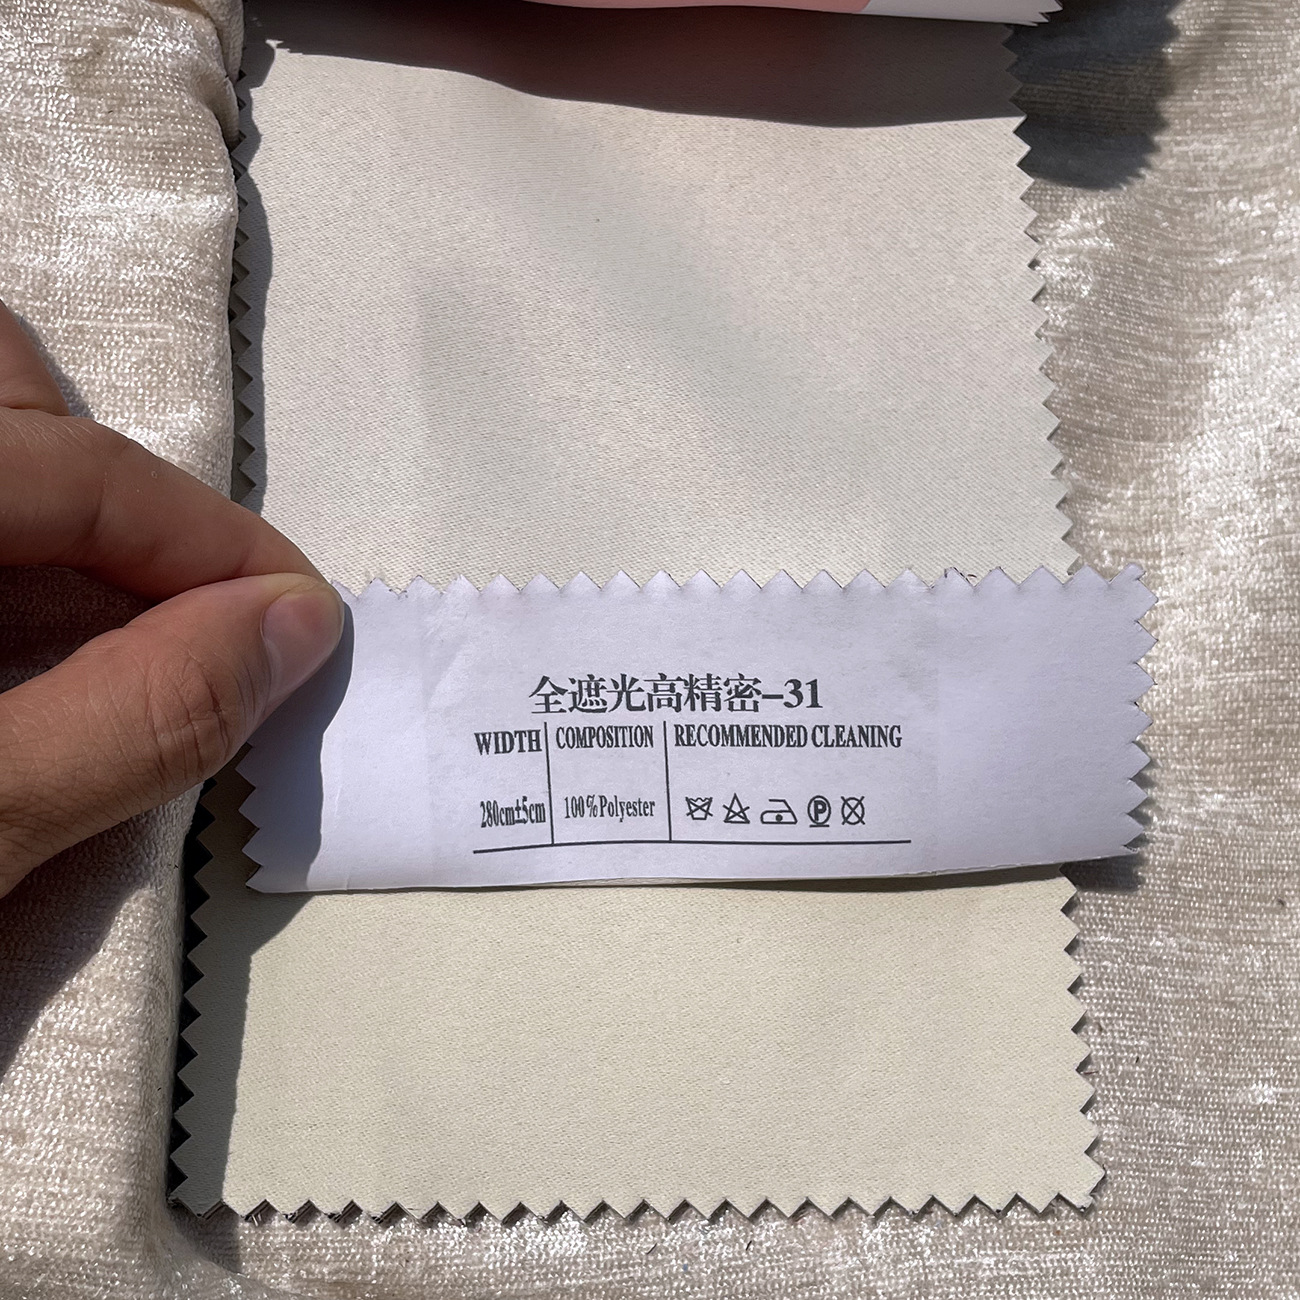 全遮光高精密-31
WIDTH COMPOSITION RECOMMENDED CLEANING
280cm±5cm 100%Polyester P